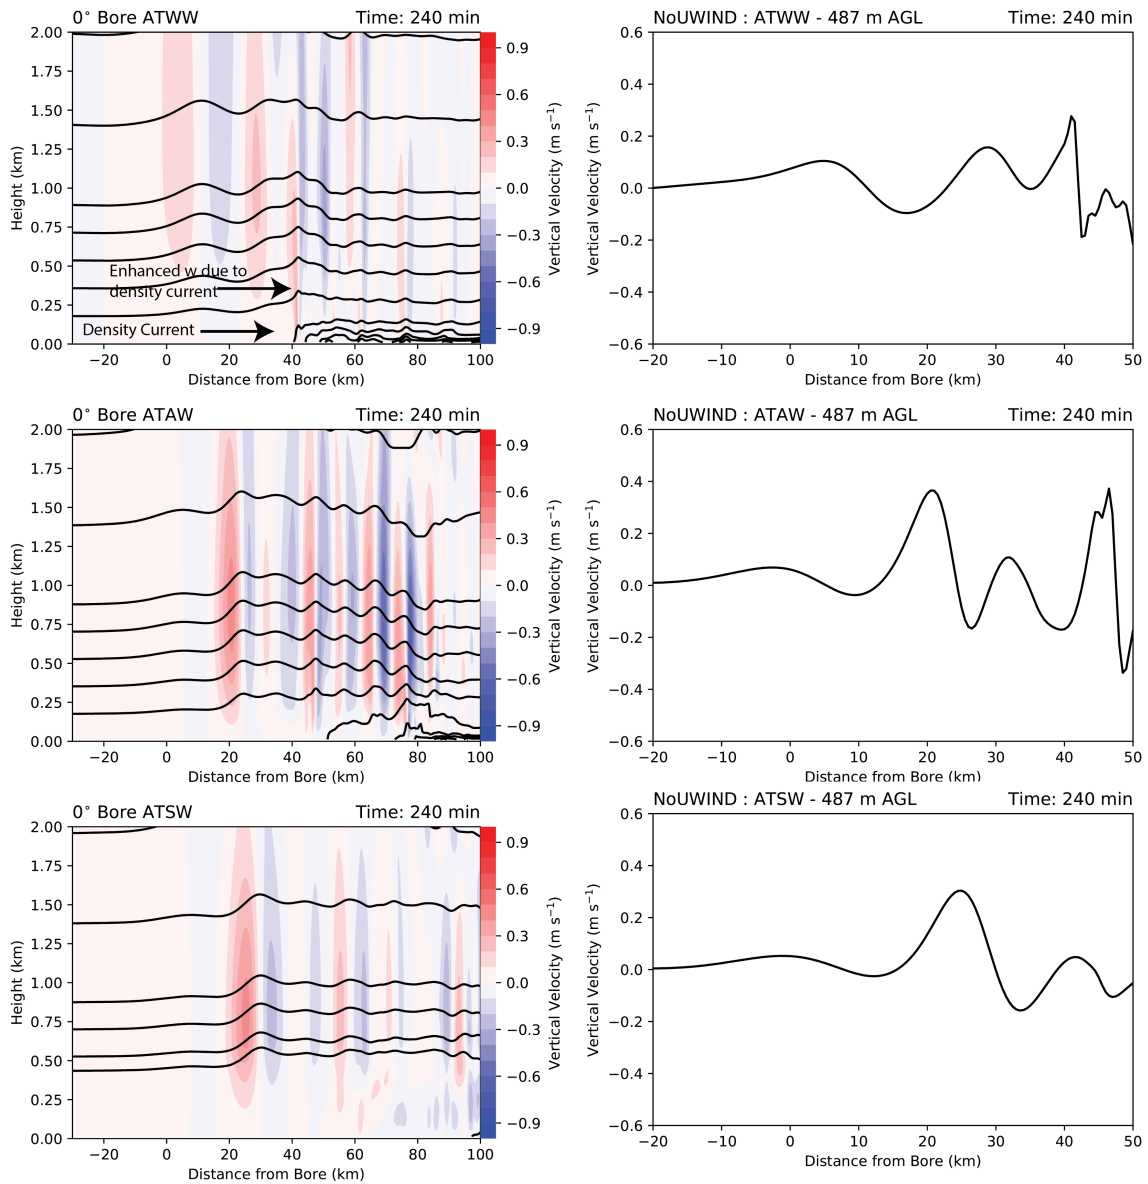 0° Bore ATWW Time: 240 min
2.00
1.75
1.50
1.25
1.00
0.75
0.50
0.25
0.00
Height (km)
Enhanced w due to
density current
Density Current
−20 0 20 40 60 80 100
Distance from Bore (km)
0.9
0.6
0.3
0.0
−0.3
−0.6
−0.9
Vertical Velocity (m s⁻¹)
NoUWIND : ATWW - 487 m AGL Time: 240 min
0.6
0.4
0.2
0.0
−0.2
−0.4
−0.6
Vertical Velocity (m s⁻¹)
−20 −10 0 10 20 30 40 50
Distance from Bore (km)
0° Bore ATAW Time: 240 min
2.00
1.75
1.50
1.25
1.00
0.75
0.50
0.25
0.00
Height (km)
−20 0 20 40 60 80 100
Distance from Bore (km)
0.9
0.6
0.3
0.0
−0.3
−0.6
−0.9
Vertical Velocity (m s⁻¹)
NoUWIND : ATAW - 487 m AGL Time: 240 min
0.6
0.4
0.2
0.0
−0.2
−0.4
−0.6
Vertical Velocity (m s⁻¹)
−20 −10 0 10 20 30 40 50
Distance from Bore (km)
0° Bore ATSW Time: 240 min
2.00
1.75
1.50
1.25
1.00
0.75
0.50
0.25
0.00
Height (km)
−20 0 20 40 60 80 100
Distance from Bore (km)
0.9
0.6
0.3
0.0
−0.3
−0.6
−0.9
Vertical Velocity (m s⁻¹)
NoUWIND : ATSW - 487 m AGL Time: 240 min
0.6
0.4
0.2
0.0
−0.2
−0.4
−0.6
Vertical Velocity (m s⁻¹)
−20 −10 0 10 20 30 40 50
Distance from Bore (km)